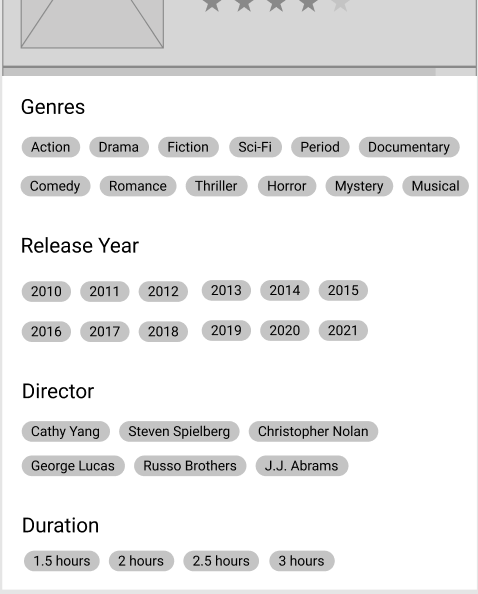 Genres
Action Drama Fiction Sci-Fi Period Documentary
Comedy Romance Thriller Horror Mystery Musical
Release Year
2010 2011 2012 2013 2014 2015
2016 2017 2018 2019 2020 2021
Director
Cathy Yang Steven Spielberg Christopher Nolan
George Lucas Russo Brothers J.J. Abrams
Duration
1.5 hours 2 hours 2.5 hours 3 hours